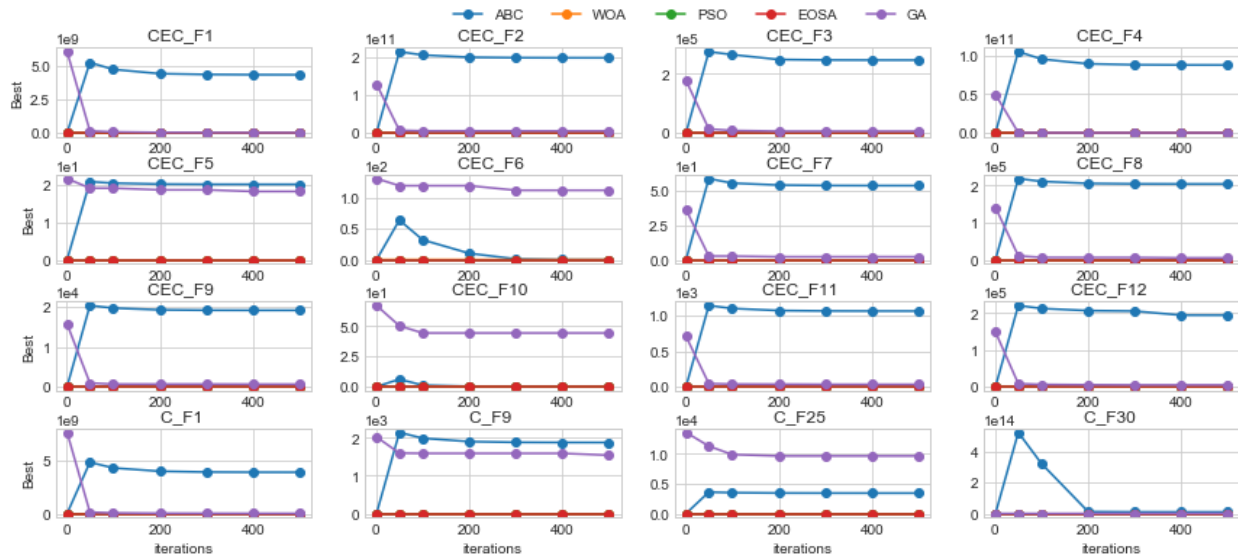 ABC WOA PSO EOSA GA
CEC_F1 CEC_F2 CEC_F3 CEC_F4
1e9 1e11 1e5 1e11
Best
5.0 2.5 0.0
2 1 0
2 0
1.0 0.5 0.0
0 200 400 0 200 400 0 200 400 0 200 400
CEC_F5 CEC_F6 CEC_F7 CEC_F8
1e1 1e2 1e1 1e5
Best
2 1 0
1.0 0.5 0.0
5.0 2.5 0.0
2 1 0
0 200 400 0 200 400 0 200 400 0 200 400
CEC_F9 CEC_F10 CEC_F11 CEC_F12
1e4 1e1 1e3 1e5
Best
2 1 0
5.0 2.5 0.0
1.0 0.5 0.0
2 1 0
0 200 400 0 200 400 0 200 400 0 200 400
C_F1 C_F9 C_F25 C_F30
1e9 1e3 1e4 1e14
Best
5 0
2 1 0
1.0 0.5 0.0
4 2 0
0 200 400 0 200 400 0 200 400 0 200 400
iterations iterations iterations iterations